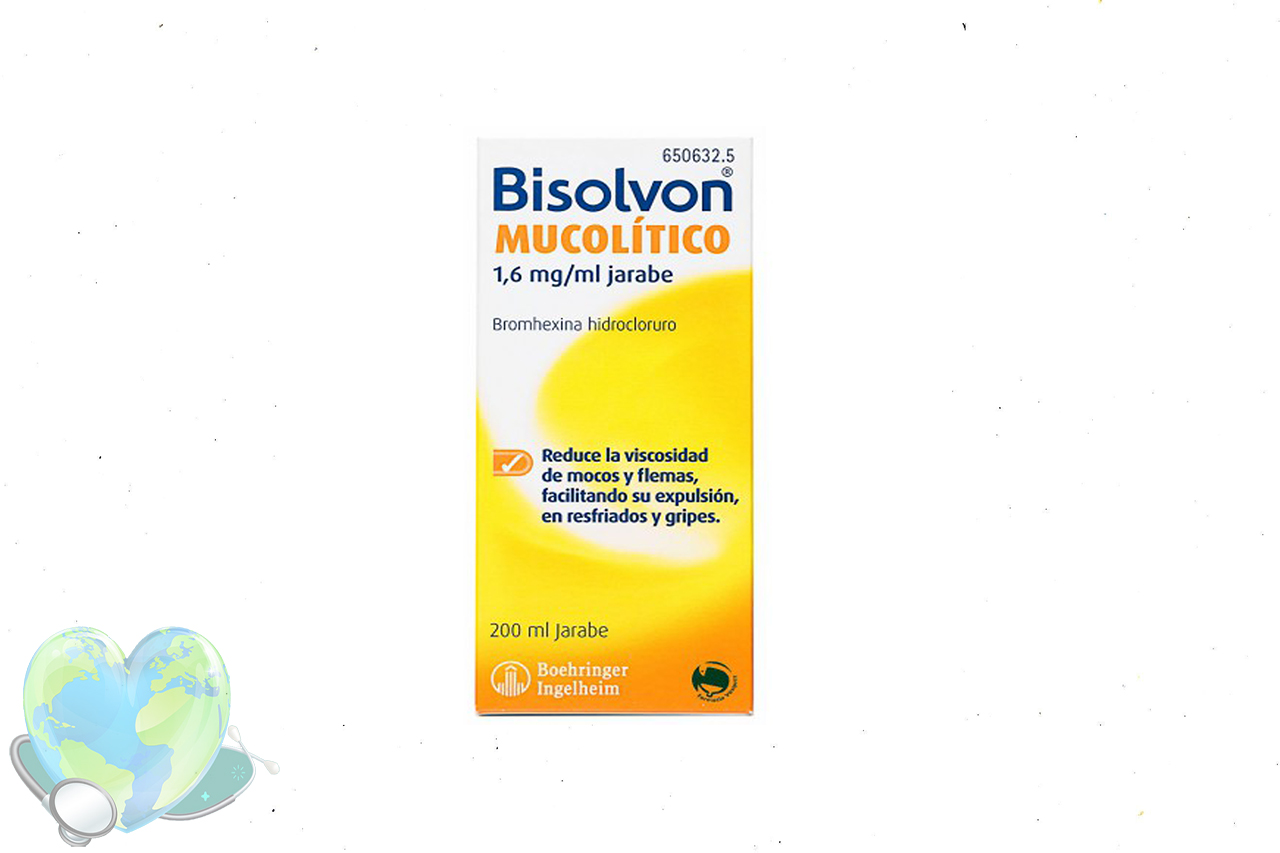 650632.5
Bisolvon®
MUCOLÍTICO
1,6 mg/ml jarabe
Bromhexina hidrocloruro
Reduce la viscosidad
de mocos y flemas,
facilitando su expulsión,
en resfriados y gripes.
200 ml Jarabe
Boehringer
Ingelheim